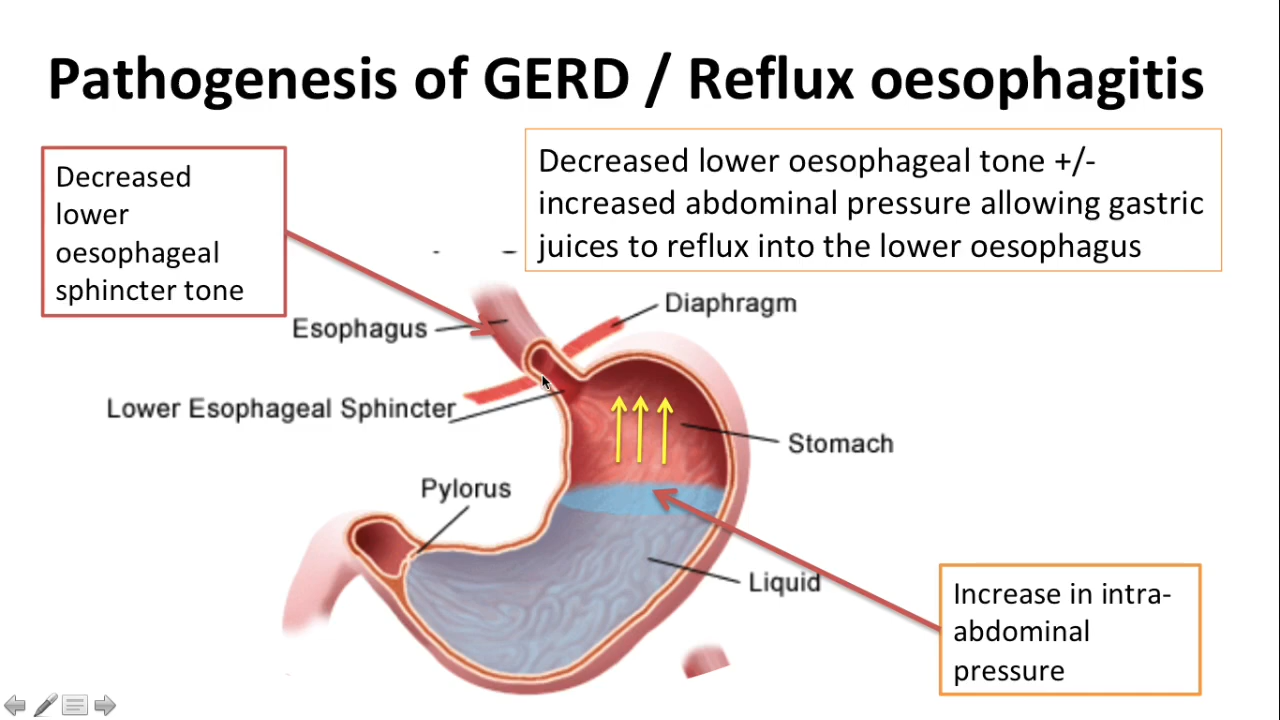 Pathogenesis of GERD / Reflux oesophagitis
Decreased
lower
oesophageal
sphincter tone
Decreased lower oesophageal tone +/-
increased abdominal pressure allowing gastric
juices to reflux into the lower oesophagus
Diaphragm
Esophagus
Lower Esophageal Sphincter
Stomach
Pylorus
Liquid
Increase in intra-
abdominal
pressure